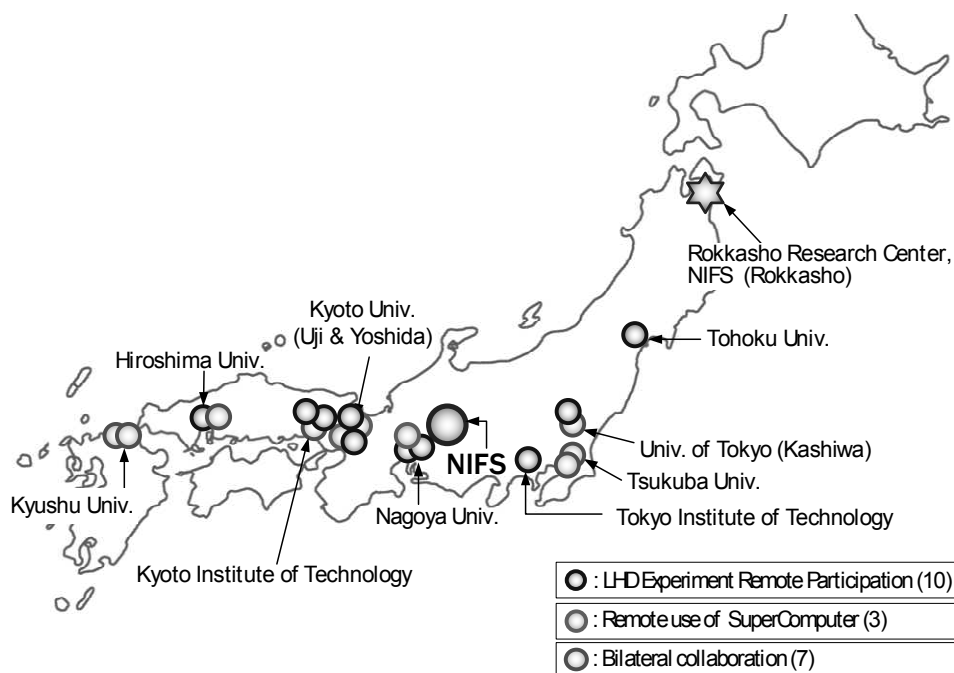 Rokkasho Research Center,
NIFS (Rokkasho)
Kyoto Univ.
(Uji & Yoshida)
Tohoku Univ.
Hiroshima Univ.
Univ. of Tokyo (Kashiwa)
NIFS
Tsukuba Univ.
Kyushu Univ.
Nagoya Univ.
Tokyo Institute of Technology
Kyoto Institute of Technology
: LHD Experiment Remote Participation (10)
: Remote use of SuperComputer (3)
: Bilateral collaboration (7)